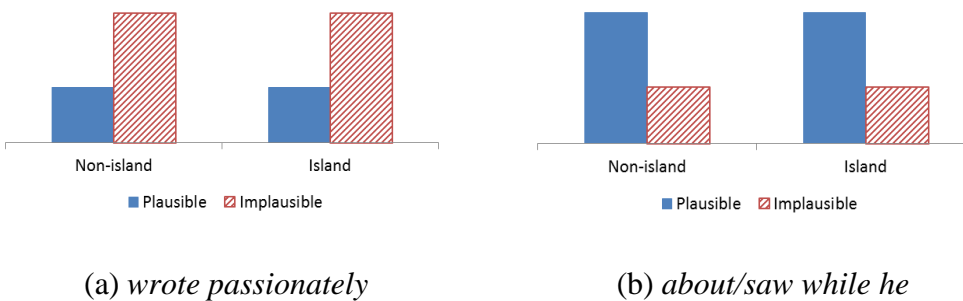 Non-island Island
Plausible Implausible
(a) wrote passionately
Non-island Island
Plausible Implausible
(b) about/saw while he